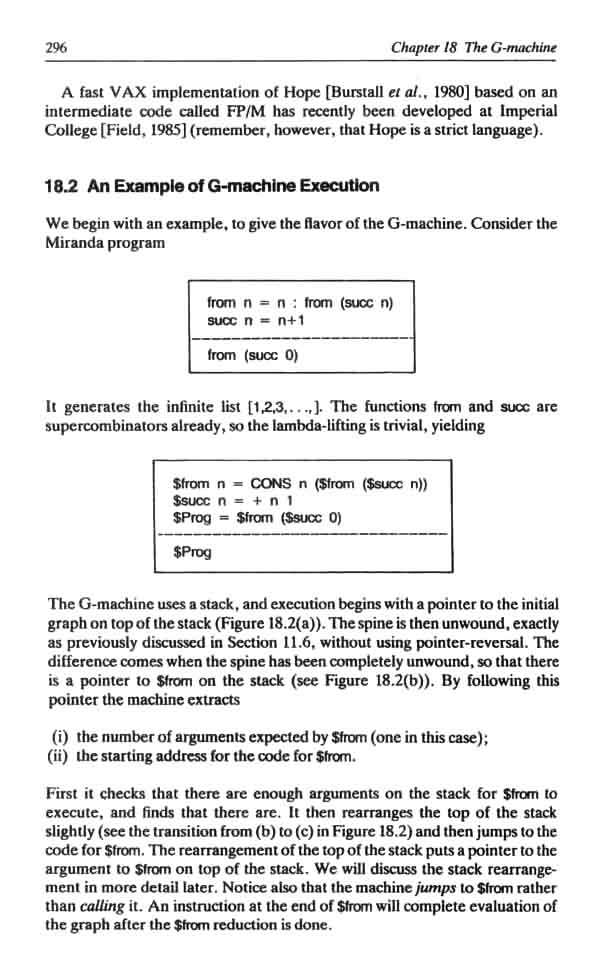 296 Chapter 18 The G-machine
A fast VAX implementation of Hope [Burstall et al., 1980] based on an
intermediate code called FP/M has recently been developed at Imperial
College [Field, 1985] (remember, however, that Hope is a strict language).
18.2 An Example of G-machine Execution
We begin with an example, to give the flavor of the G-machine. Consider the
Miranda program
from n = n : from (succ n)
succ n = n+1
from (succ 0)
It generates the infinite list [1,2,3,. . .,]. The functions from and succ are
supercombinators already, so the lambda-lifting is trivial, yielding
$from n = CONS n ($from ($succ n))
$succ n = + n 1
$Prog = $from ($succ 0)
$Prog
The G-machine uses a stack, and execution begins with a pointer to the initial
graph on top of the stack (Figure 18.2(a)). The spine is then unwound, exactly
as previously discussed in Section 11.6, without using pointer-reversal. The
difference comes when the spine has been completely unwound, so that there
is a pointer to $from on the stack (see Figure 18.2(b)). By following this
pointer the machine extracts
(i) the number of arguments expected by $from (one in this case);
(ii) the starting address for the code for $from.
First it checks that there are enough arguments on the stack for $from to
execute, and finds that there are. It then rearranges the top of the stack
slightly (see the transition from (b) to (c) in Figure 18.2) and then jumps to the
code for $from. The rearrangement of the top of the stack puts a pointer to the
argument to $from on top of the stack. We will discuss the stack rearrange-
ment in more detail later. Notice also that the machine jumps to $from rather
than calling it. An instruction at the end of $from will complete evaluation of
the graph after the $from reduction is done.